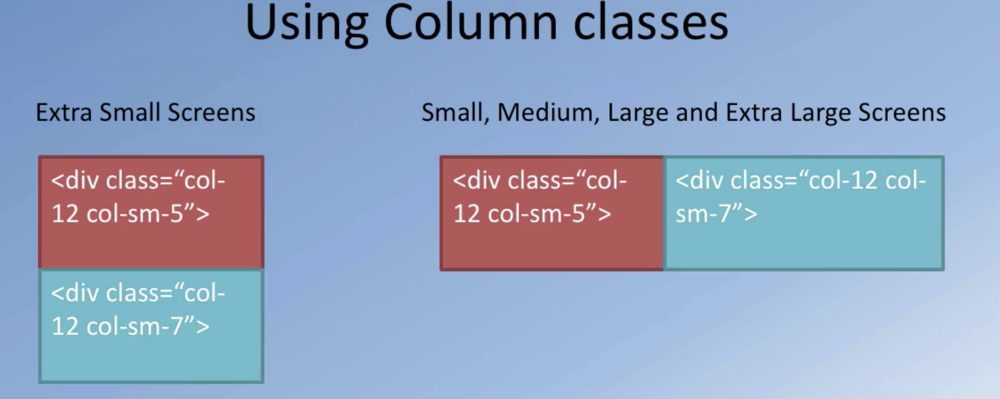 Using Column classes
Extra Small Screens
<div class=“col-
12 col-sm-5”>
<div class=“col-
12 col-sm-7”>
Small, Medium, Large and Extra Large Screens
<div class=“col-
12 col-sm-5”>
<div class=“col-12 col-
sm-7”>